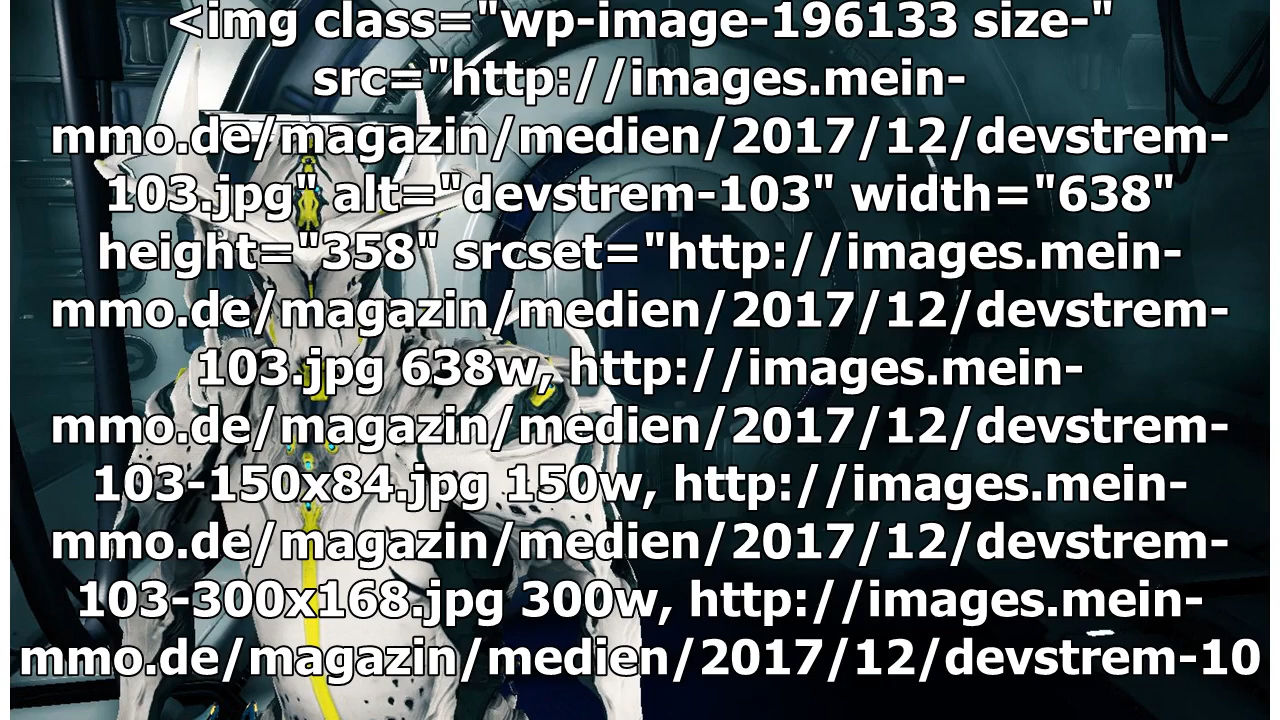 <img class="wp-image-196133 size-"
src="http://images.mein-
mmo.de/magazin/medien/2017/12/devstrem-
103.jpg" alt="devstrem-103" width="638"
height="358" srcset="http://images.mein-
mmo.de/magazin/medien/2017/12/devstrem-
103.jpg 638w, http://images.mein-
mmo.de/magazin/medien/2017/12/devstrem-
103-150x84.jpg 150w, http://images.mein-
mmo.de/magazin/medien/2017/12/devstrem-
103-300x168.jpg 300w, http://images.mein-
mmo.de/magazin/medien/2017/12/devstrem-10